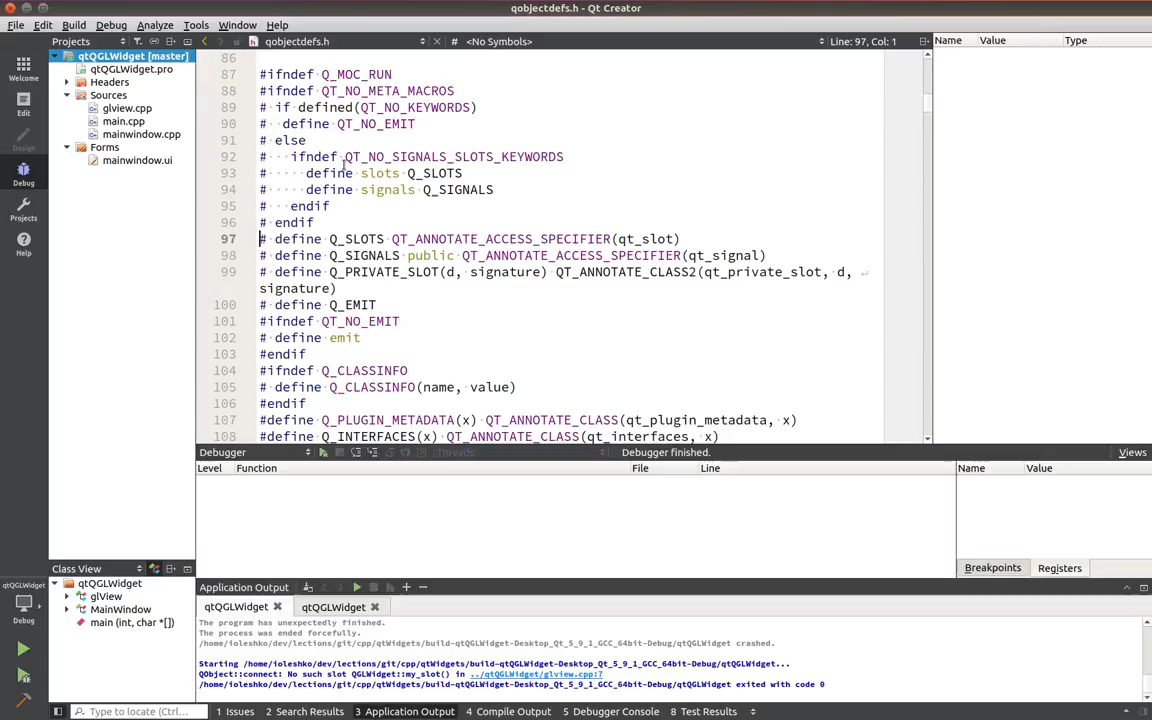 qobjectdefs.h - Qt Creator
File Edit Build Debug Analyze Tools Window Help
Projects
qobjectdefs.h
# <No Symbols>
Line: 97, Col: 1
Name Value Type
qtQGLWidget [master]
qtQGLWidget.pro
Headers
Sources
glview.cpp
main.cpp
mainwindow.cpp
Forms
mainwindow.ui
Welcome
Edit
Design
Debug
Projects
Help
86
87 #ifndef Q_MOC_RUN
88 #ifndef QT_NO_META_MACROS
89 # if defined(QT_NO_KEYWORDS)
90 #  define QT_NO_EMIT
91 # else
92 #   ifndef QT_NO_SIGNALS_SLOTS_KEYWORDS
93 #     define slots Q_SLOTS
94 #     define signals Q_SIGNALS
95 #   endif
96 # endif
97 # define Q_SLOTS QT_ANNOTATE_ACCESS_SPECIFIER(qt_slot)
98 # define Q_SIGNALS public QT_ANNOTATE_ACCESS_SPECIFIER(qt_signal)
99 # define Q_PRIVATE_SLOT(d, signature) QT_ANNOTATE_CLASS2(qt_private_slot, d,
signature)
100 # define Q_EMIT
101 #ifndef QT_NO_EMIT
102 # define emit
103 #endif
104 #ifndef Q_CLASSINFO
105 # define Q_CLASSINFO(name, value)
106 #endif
107 #define Q_PLUGIN_METADATA(x) QT_ANNOTATE_CLASS(qt_plugin_metadata, x)
108 #define Q_INTERFACES(x) QT_ANNOTATE_CLASS(qt_interfaces, x)
Debugger
Threads
Debugger finished.
Views
Level Function File Line
Name Value
Breakpoints Registers
Class View
qtQGLWidget
glView
MainWindow
main (int, char *[])
qtQGLWidget
Debug
Application Output
qtQGLWidget
qtQGLWidget
The program has unexpectedly finished.
The process was ended forcefully.
/home/ioleshko/dev/lections/git/cpp/qtWidgets/build-qtQGLWidget-Desktop_Qt_5_9_1_GCC_64bit-Debug/qtQGLWidget crashed.
Starting /home/ioleshko/dev/lections/git/cpp/qtWidgets/build-qtQGLWidget-Desktop_Qt_5_9_1_GCC_64bit-Debug/qtQGLWidget...
QObject::connect: No such slot QGLWidget::my_slot() in ../qtQGLWidget/glview.cpp:7
/home/ioleshko/dev/lections/git/cpp/qtWidgets/build-qtQGLWidget-Desktop_Qt_5_9_1_GCC_64bit-Debug/qtQGLWidget exited with code 0
Type to locate (Ctrl...
1 Issues 2 Search Results 3 Application Output 4 Compile Output 5 Debugger Console 8 Test Results